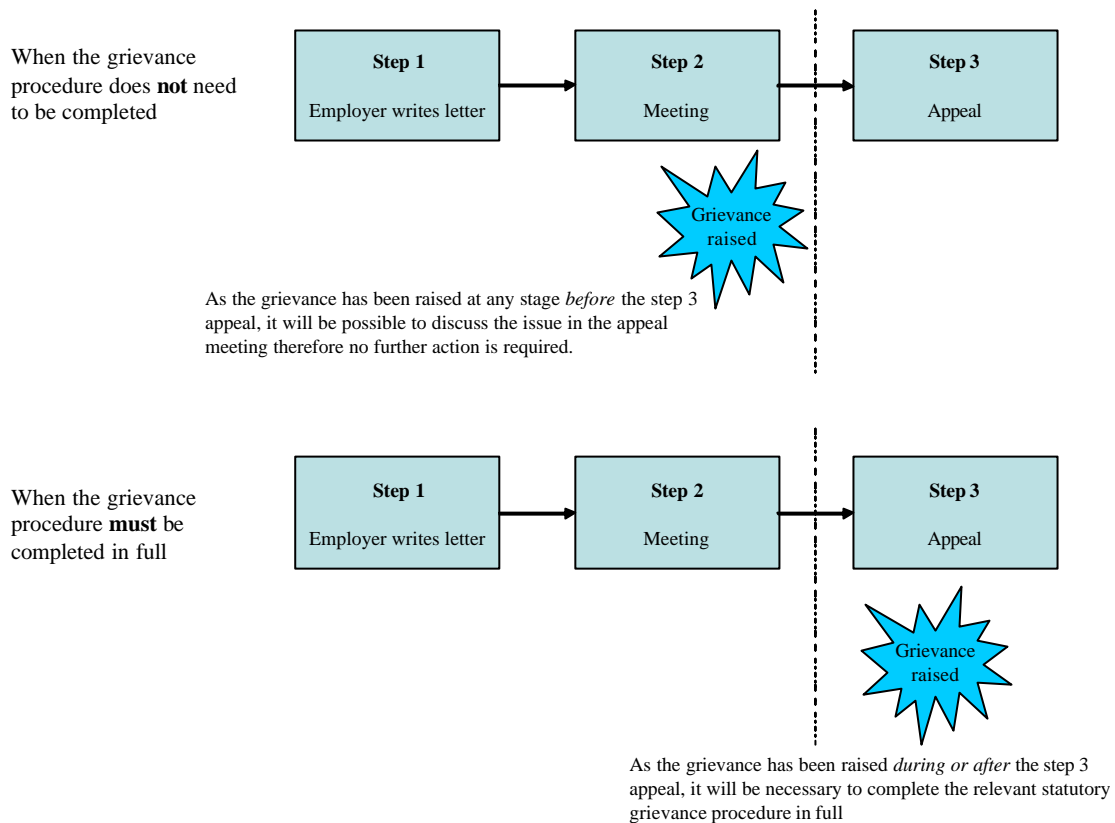 When the grievance
procedure does not need
to be completed
Step 1
Employer writes letter
Step 2
Meeting
Step 3
Appeal
Grievance
raised
As the grievance has been raised at any stage before the step 3
appeal, it will be possible to discuss the issue in the appeal
meeting therefore no further action is required.
When the grievance
procedure must be
completed in full
Step 1
Employer writes letter
Step 2
Meeting
Step 3
Appeal
Grievance
raised
As the grievance has been raised during or after the step 3
appeal, it will be necessary to complete the relevant statutory
grievance procedure in full